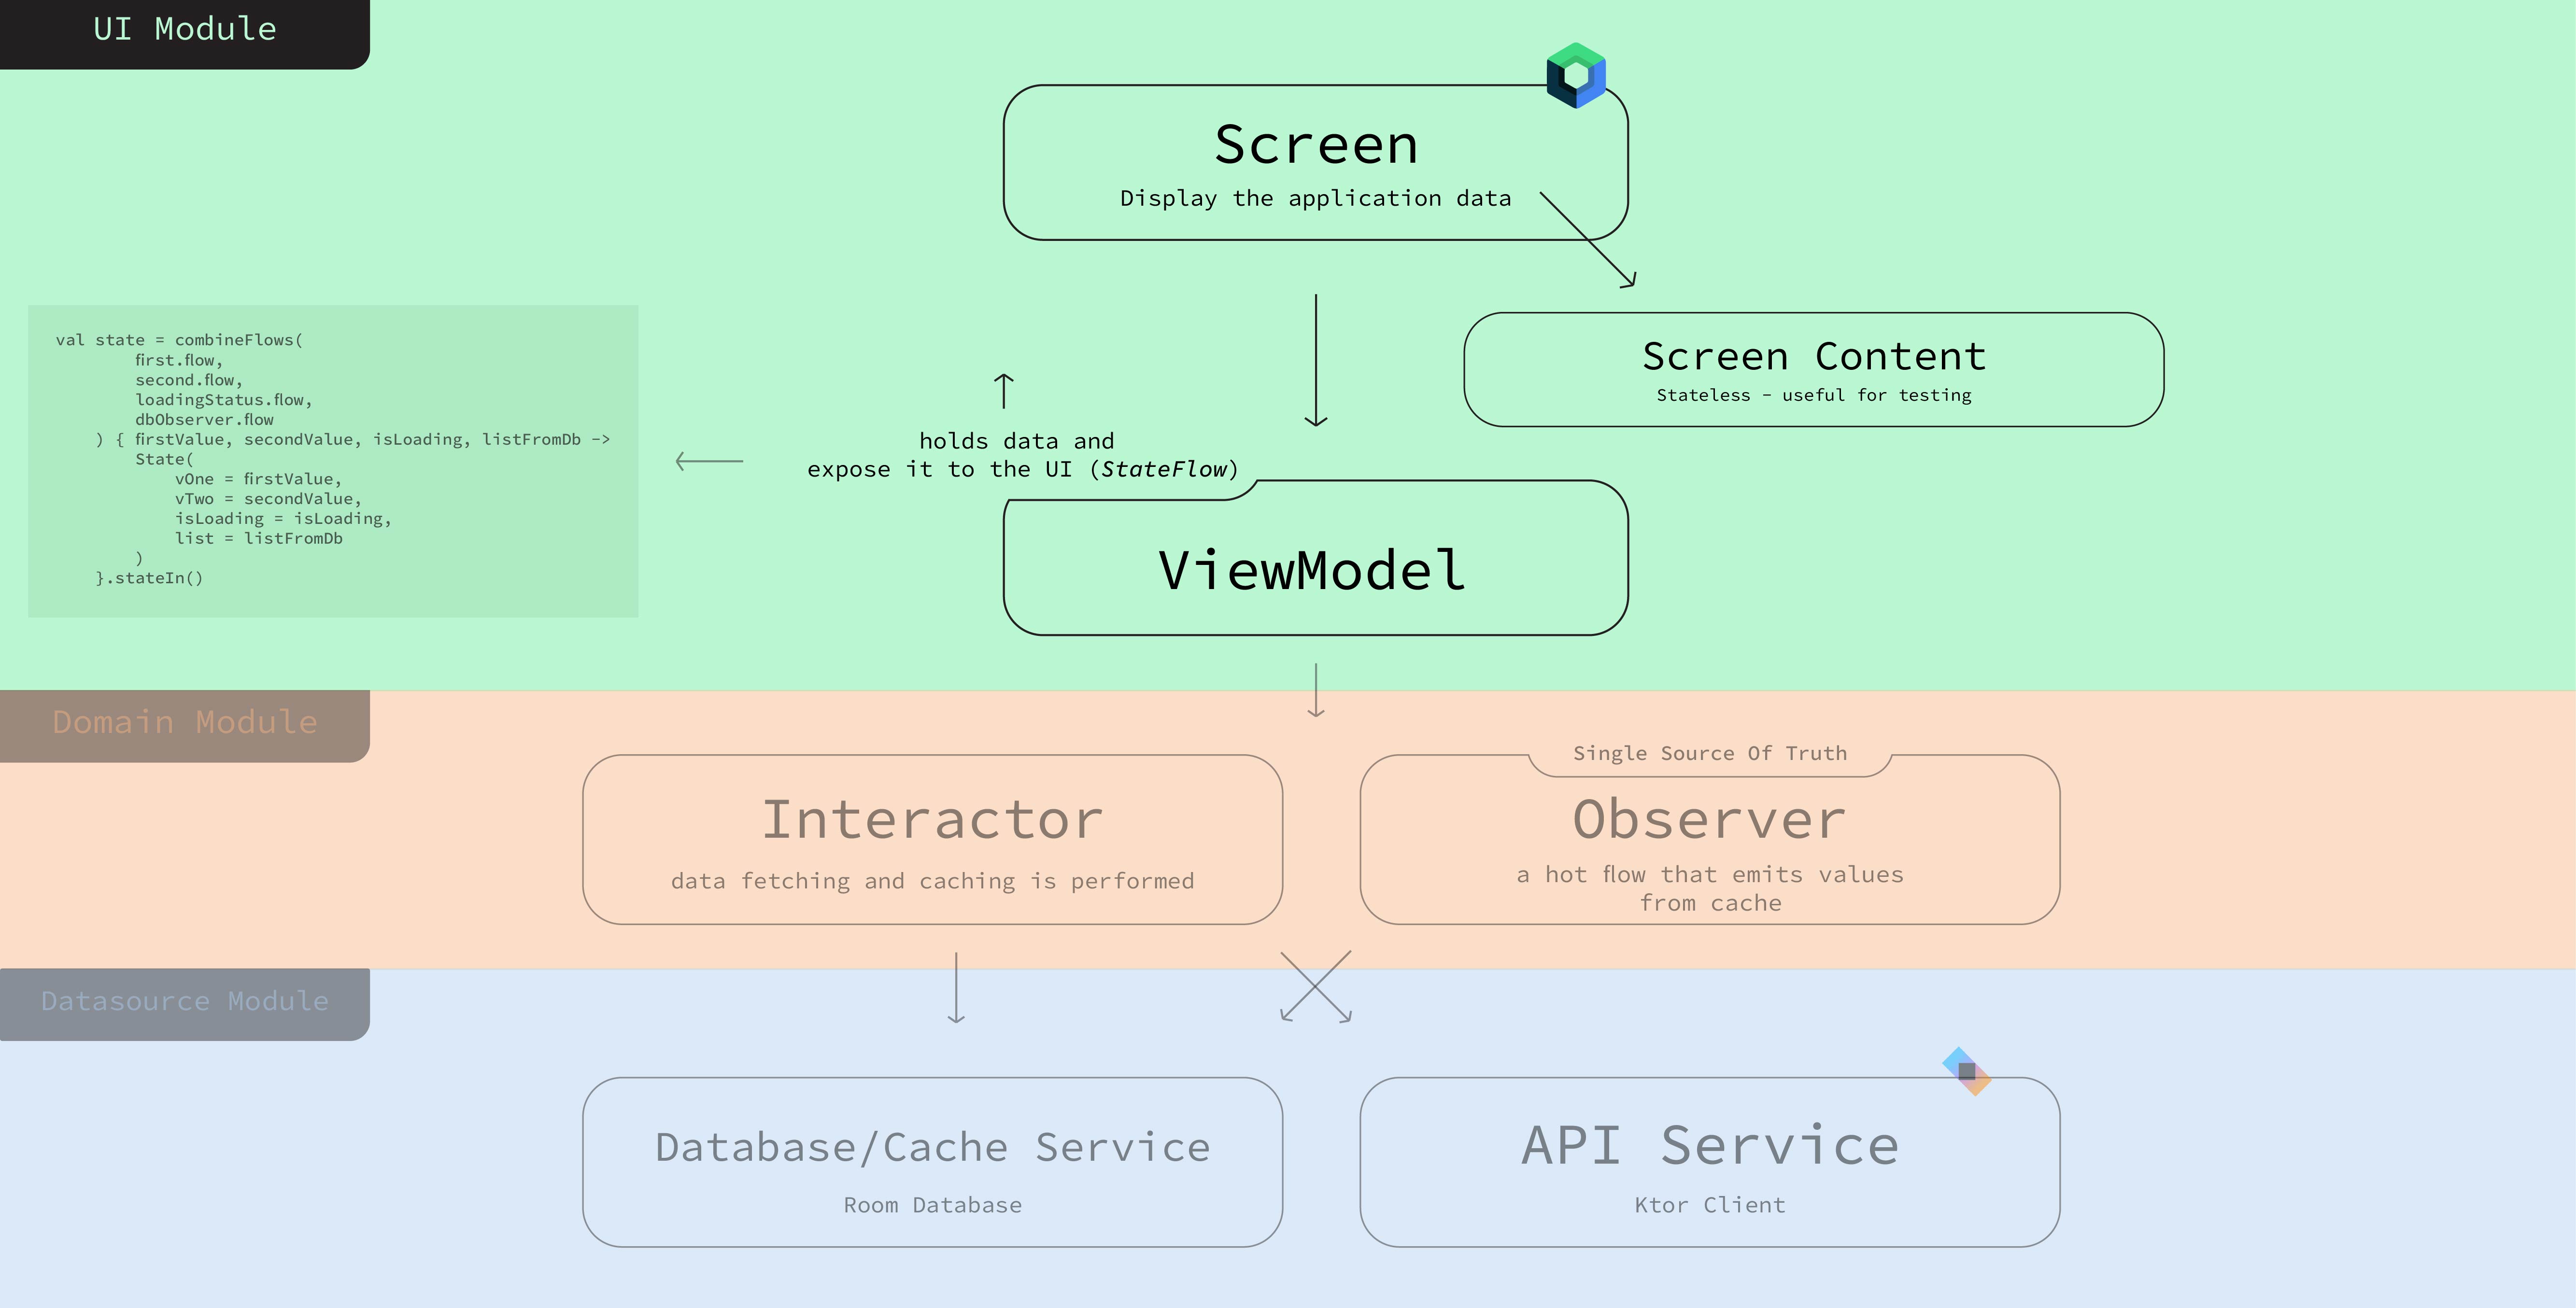 UI Module
Screen
Display the application data
Screen Content
Stateless - useful for testing
val state = combineFlows(
first.flow,
second.flow,
loadingStatus.flow,
dbObserver.flow
) { firstValue, secondValue, isLoading, listFromDb ->
State(
vOne = firstValue,
vTwo = secondValue,
isLoading = isLoading,
list = listFromDb
)
}.stateIn()
holds data and
expose it to the UI (StateFlow)
ViewModel
Domain Module
Interactor
data fetching and caching is performed
Single Source Of Truth
Observer
a hot flow that emits values
from cache
Datasource Module
Database/Cache Service
Room Database
API Service
Ktor Client